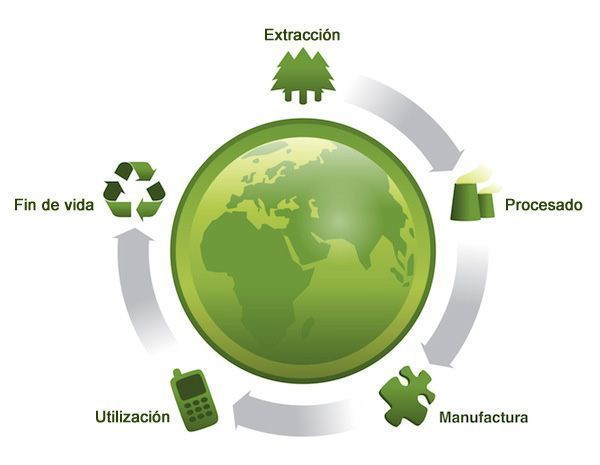 Extracción
Procesado
Manufactura
Utilización
Fin de vida